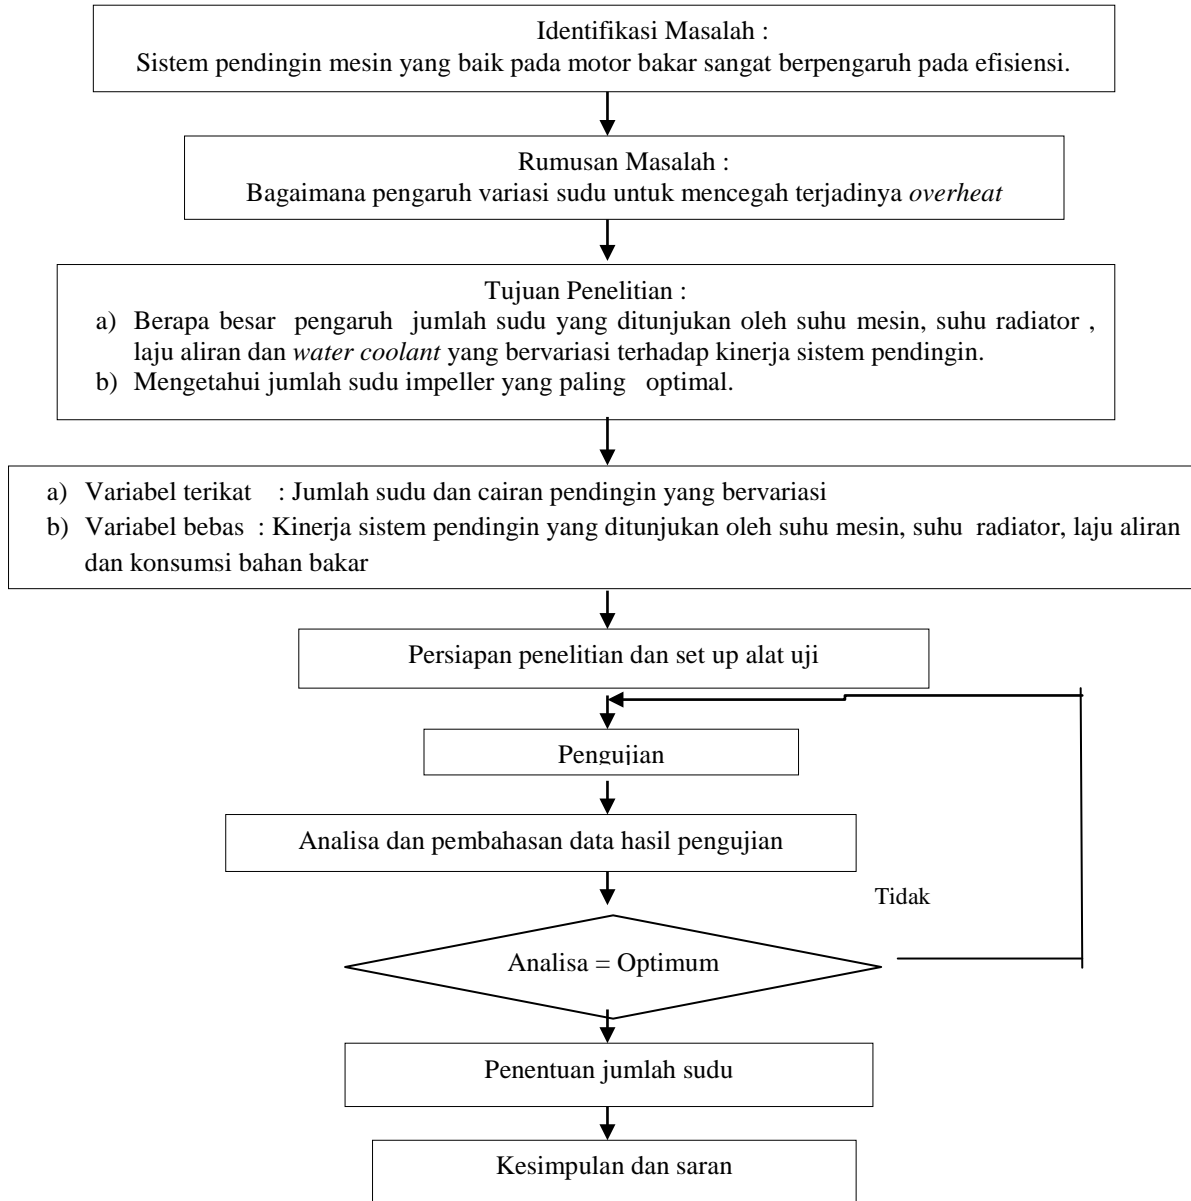 Identifikasi Masalah :
Sistem pendingin mesin yang baik pada motor bakar sangat berpengaruh pada efisiensi.
Rumusan Masalah :
Bagaimana pengaruh variasi sudu untuk mencegah terjadinya overheat
Tujuan Penelitian :
a) Berapa besar pengaruh jumlah sudu yang ditunjukan oleh suhu mesin, suhu radiator ,
laju aliran dan water coolant yang bervariasi terhadap kinerja sistem pendingin.
b) Mengetahui jumlah sudu impeller yang paling optimal.
a) Variabel terikat : Jumlah sudu dan cairan pendingin yang bervariasi
b) Variabel bebas : Kinerja sistem pendingin yang ditunjukan oleh suhu mesin, suhu radiator, laju aliran
dan konsumsi bahan bakar
Persiapan penelitian dan set up alat uji
Pengujian
Analisa dan pembahasan data hasil pengujian
Tidak
Analisa = Optimum
Penentuan jumlah sudu
Kesimpulan dan saran